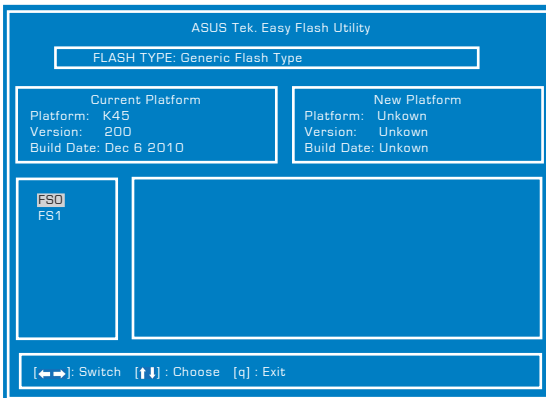 ASUS Tek. Easy Flash Utility
FLASH TYPE: Generic Flash Type
Current Platform
Platform: K45
Version: 200
Build Date: Dec 6 2010
New Platform
Platform: Unkown
Version: Unkown
Build Date: Unkown
FS0
FS1
[←→]: Switch [↑↓] : Choose [q] : Exit